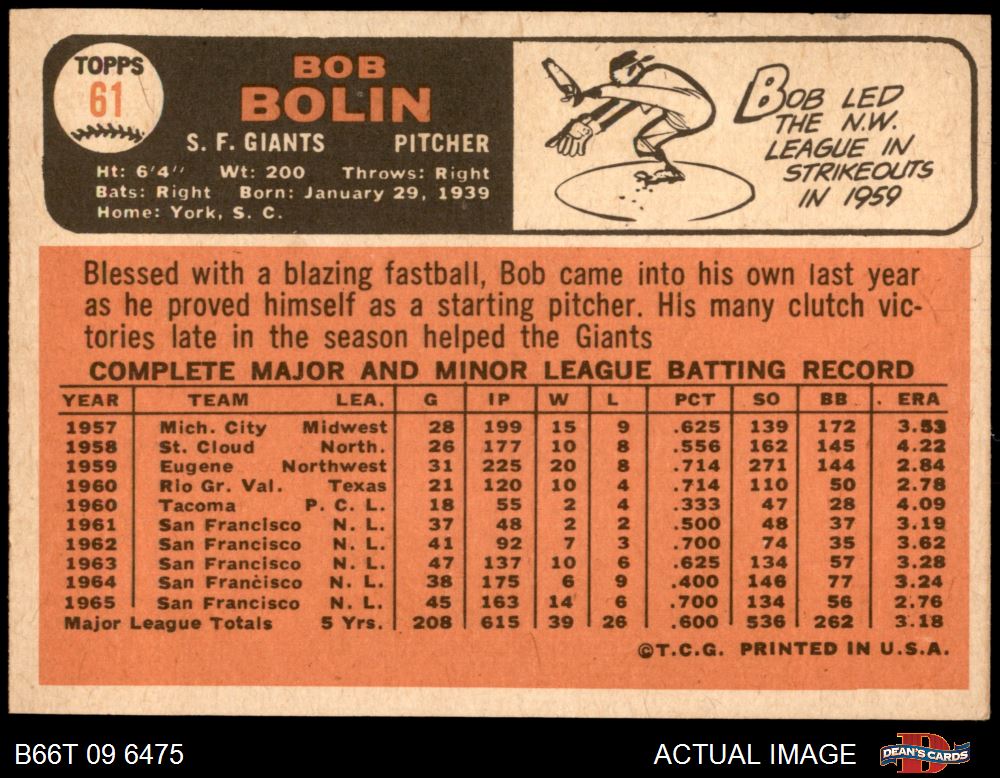 TOPPS
61
BOB
BOLIN
S. F. GIANTS PITCHER
Ht: 6'4" Wt: 200 Throws: Right
Bats: Right Born: January 29, 1939
Home: York, S. C.
BOB LED
THE N.W.
LEAGUE IN
STRIKEOUTS
IN 1959
Blessed with a blazing fastball, Bob came into his own last year
as he proved himself as a starting pitcher. His many clutch vic-
tories late in the season helped the Giants
COMPLETE MAJOR AND MINOR LEAGUE BATTING RECORD
YEAR TEAM LEA. G IP W L PCT SO BB ERA
1957 Mich. City Midwest 28 199 15 9 .625 139 172 3.53
1958 St. Cloud North. 26 177 10 8 .556 162 145 4.22
1959 Eugene Northwest 31 225 20 8 .714 271 144 2.84
1960 Rio Gr. Val. Texas 21 120 10 4 .714 110 50 2.78
1960 Tacoma P. C. L. 18 55 2 4 .333 47 28 4.09
1961 San Francisco N. L. 37 48 2 2 .500 48 37 3.19
1962 San Francisco N. L. 41 92 7 3 .700 74 35 3.62
1963 San Francisco N. L. 47 137 10 6 .625 134 57 3.28
1964 San Francisco N. L. 38 175 6 9 .400 146 77 3.24
1965 San Francisco N. L. 45 163 14 6 .700 134 56 2.76
Major League Totals 5 Yrs. 208 615 39 26 .600 536 262 3.18
©T.C.G. PRINTED IN U.S.A.
B66T 09 6475 ACTUAL IMAGE DEAN'S CARDS